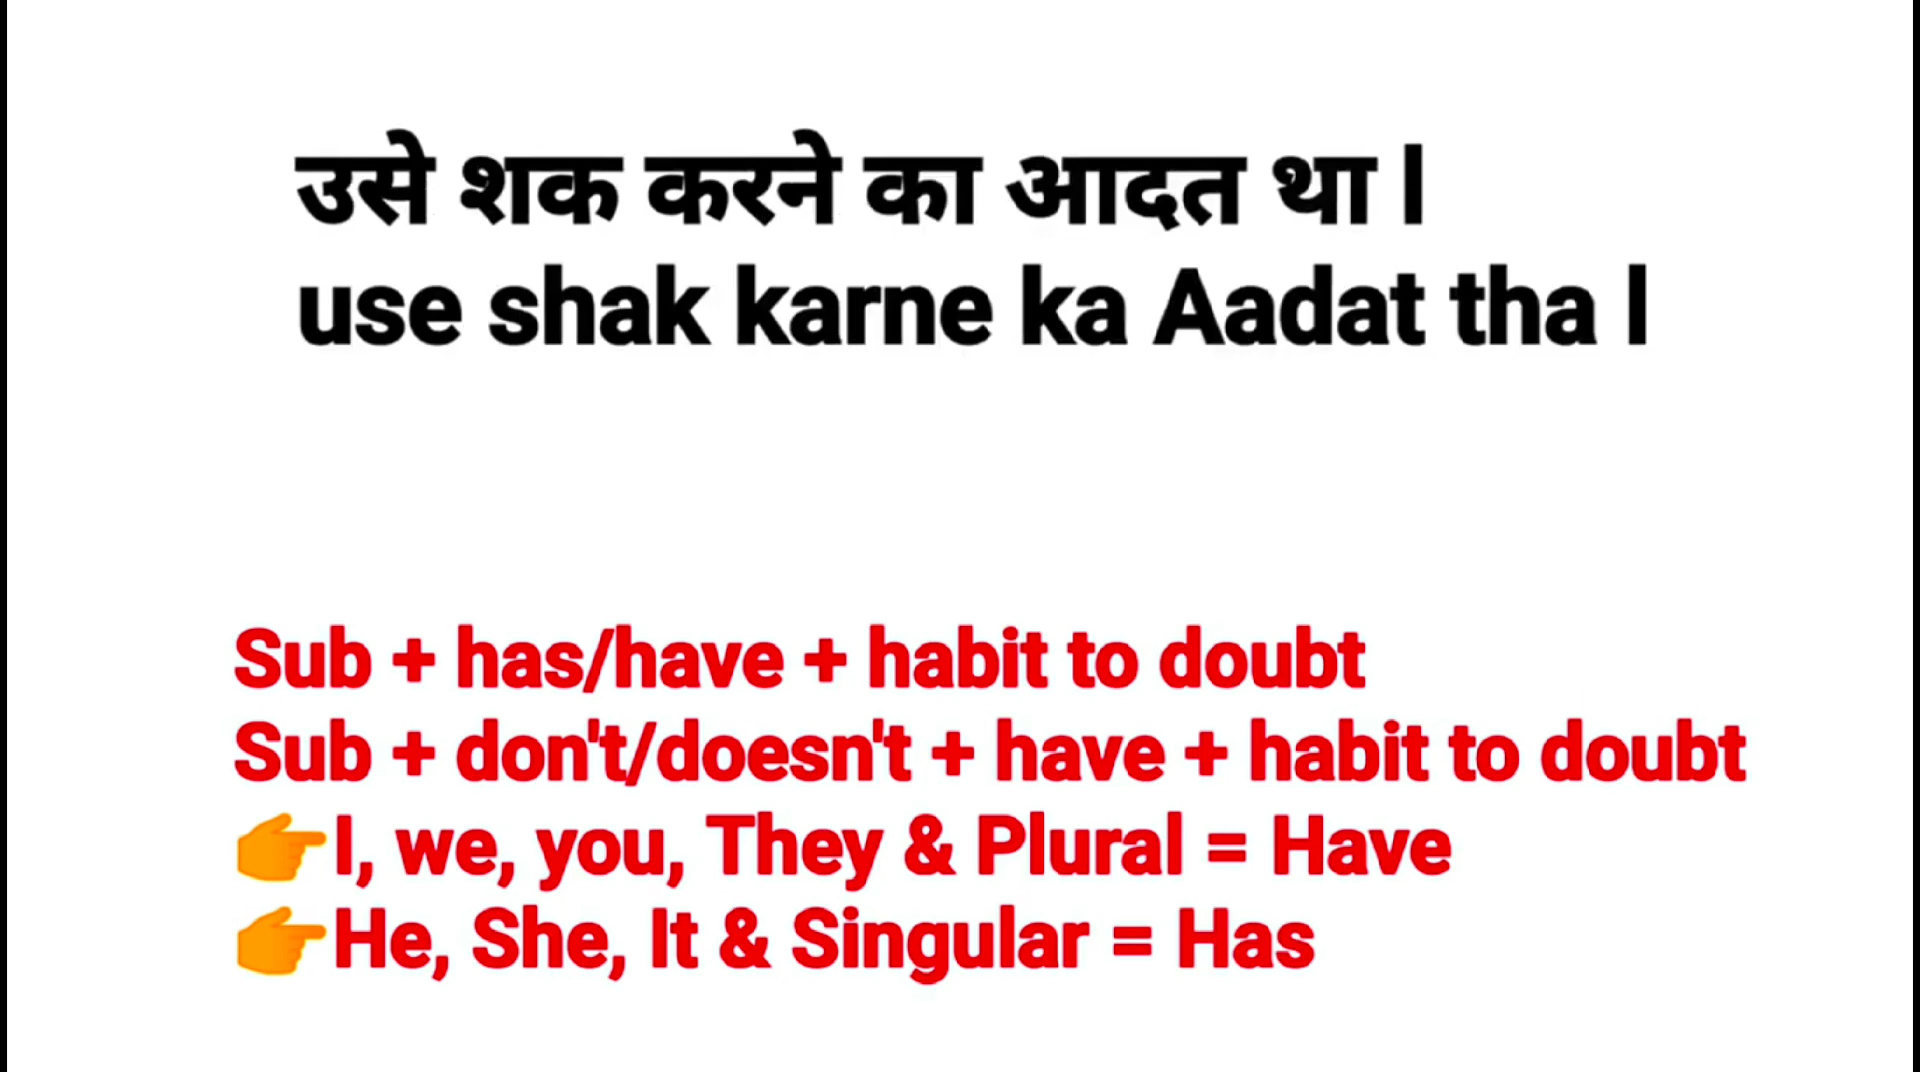 उसे शक करने का आदत था l
use shak karne ka Aadat tha l
Sub + has/have + habit to doubt
Sub + don't/doesn't + have + habit to doubt
👉I, we, you, They & Plural = Have
👉He, She, It & Singular = Has